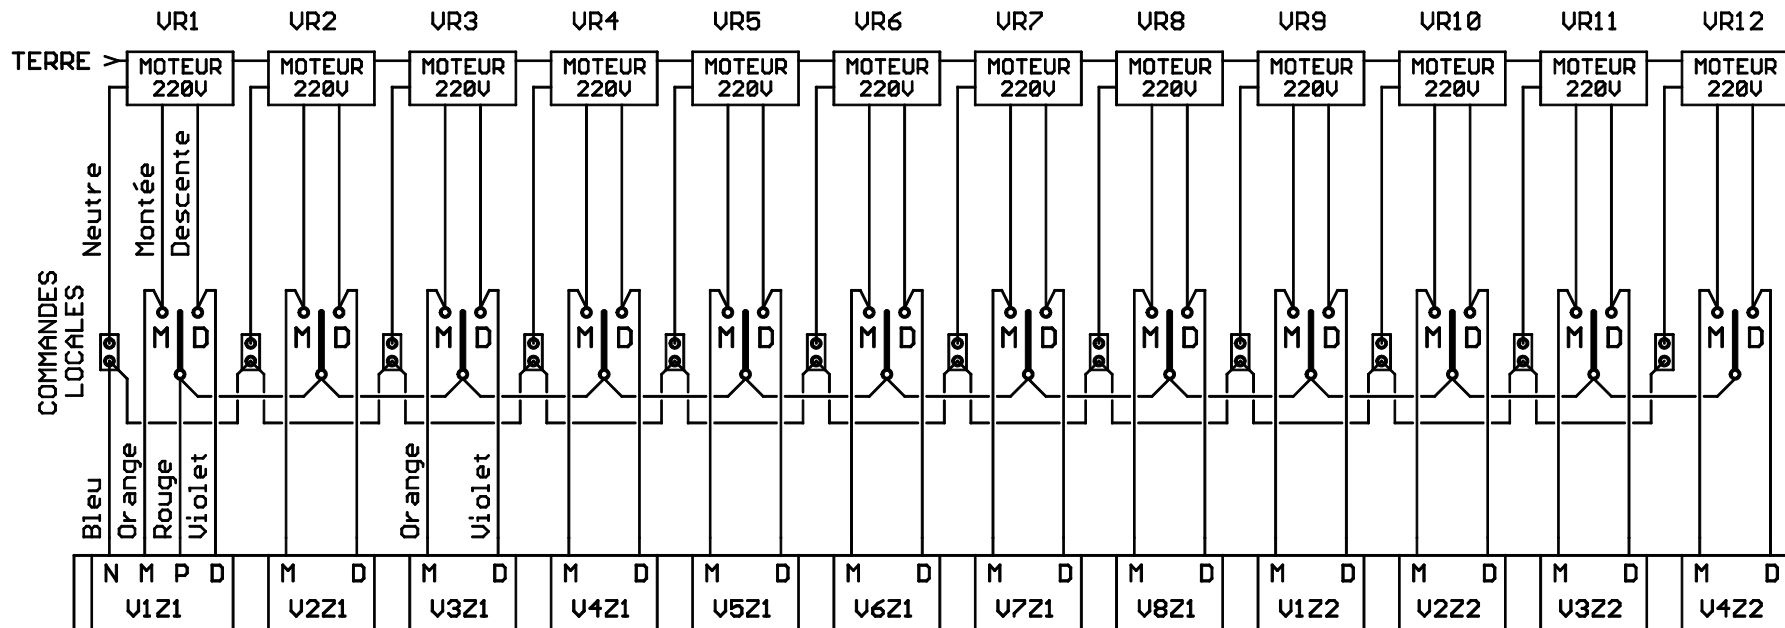 VR1 VR2 VR3 VR4 VR5 VR6 VR7 VR8 VR9 VR10 VR11 VR12
TERRE > MOTEUR MOTEUR MOTEUR MOTEUR MOTEUR MOTEUR MOTEUR MOTEUR MOTEUR MOTEUR MOTEUR MOTEUR
220V 220V 220V 220V 220V 220V 220V 220V 220V 220V 220V 220V
Neutre
Montée
Descente
COMMANDES
LOCALES
M D M D M D M D M D M D M D M D M D M D M D M D
Bleu
Orange
Rouge
Violet
Orange
Violet
N M P D M D M D M D M D M D M D M D M D M D M D M D
V1Z1 V2Z1 V3Z1 V4Z1 V5Z1 V6Z1 V7Z1 V8Z1 V1Z2 V2Z2 V3Z2 V4Z2